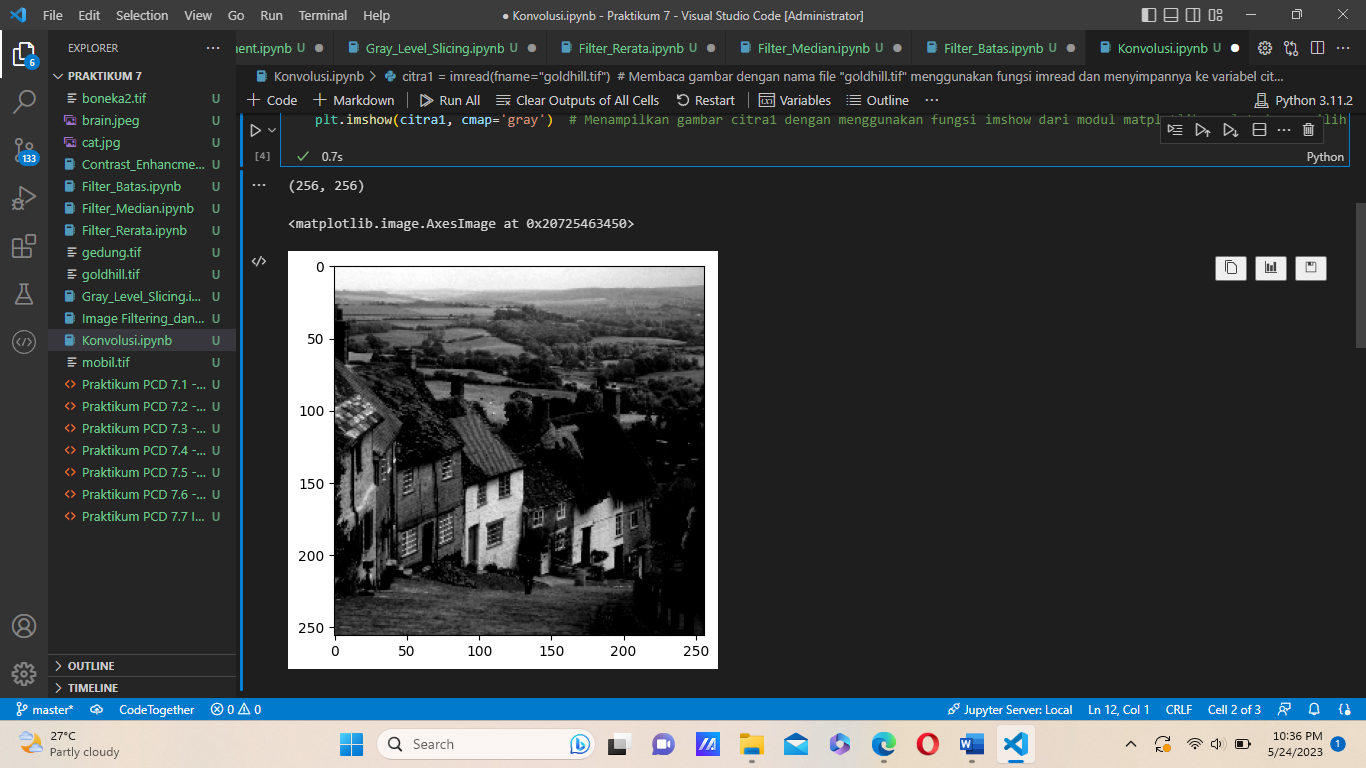 File Edit Selection View Go Run Terminal Help
● Konvolusi.ipynb - Praktikum 7 - Visual Studio Code [Administrator]
EXPLORER ...
PRAKTIKUM 7
boneka2.tif U
brain.jpeg U
cat.jpg U
Contrast_Enhancme... U
Filter_Batas.ipynb U
Filter_Median.ipynb U
Filter_Rerata.ipynb U
gedung.tif U
goldhill.tif U
Gray_Level_Slicing.i... U
Image Filtering_dan... U
Konvolusi.ipynb U
mobil.tif U
Praktikum PCD 7.1 -... U
Praktikum PCD 7.2 -... U
Praktikum PCD 7.3 -... U
Praktikum PCD 7.4 -... U
Praktikum PCD 7.5 -... U
Praktikum PCD 7.6 -... U
Praktikum PCD 7.7 I... U
OUTLINE
TIMELINE
6
133
ment.ipynb U ● Gray_Level_Slicing.ipynb U ● Filter_Rerata.ipynb U ● Filter_Median.ipynb U ● Filter_Batas.ipynb U ● Konvolusi.ipynb U ●
Konvolusi.ipynb > citra1 = imread(fname="goldhill.tif") # Membaca gambar dengan nama file "goldhill.tif" menggunakan fungsi imread dan menyimpannya ke variabel cit...
+ Code + Markdown Run All Clear Outputs of All Cells Restart Variables Outline ... Python 3.11.2
plt.imshow(citra1, cmap='gray') # Menampilkan gambar citra1 dengan menggunakan fungsi imshow dari modul
[4] ✓ 0.7s Python
... (256, 256)
<matplotlib.image.AxesImage at 0x20725463450>
0
50
100
150
200
250
0 50 100 150 200 250
master* CodeTogether 0 0 Jupyter Server: Local Ln 12, Col 1 CRLF Cell 2 of 3
27°C
Partly cloudy
Search
10:36 PM
5/24/2023
1